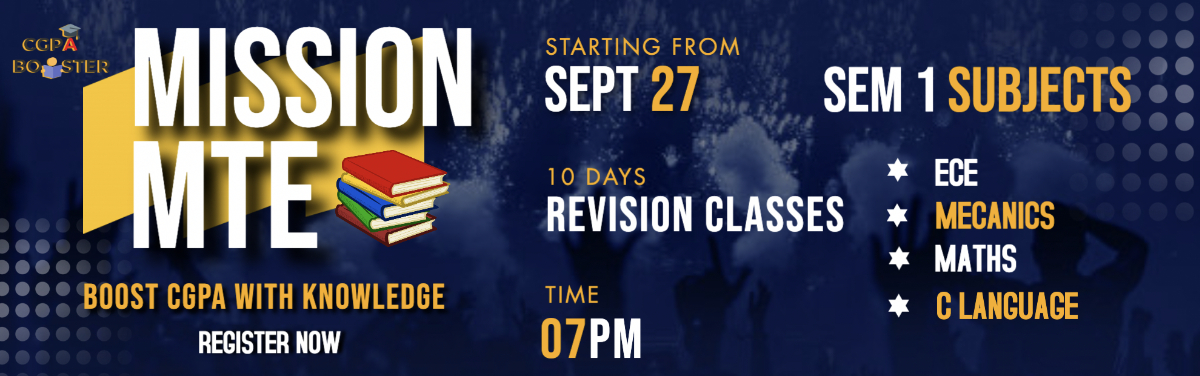 CGPA
BOOSTER
MISSION
MTE
BOOST CGPA WITH KNOWLEDGE
REGISTER NOW
STARTING FROM
SEPT 27
10 DAYS
REVISION CLASSES
TIME
07PM
SEM 1 SUBJECTS
ECE
MECANICS
MATHS
C LANGUAGE